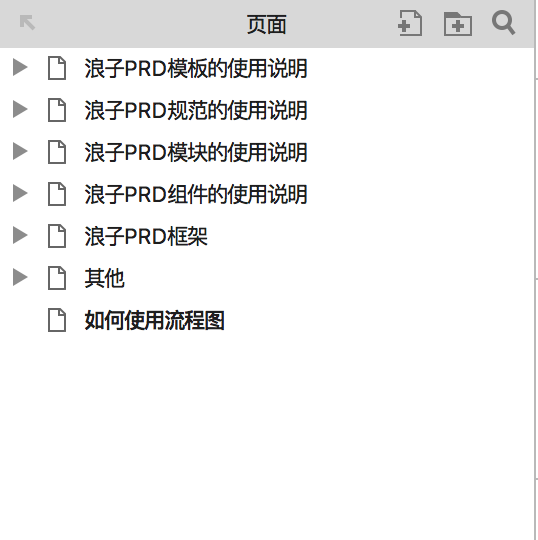 页面
浪子PRD模板的使用说明
浪子PRD规范的使用说明
浪子PRD模块的使用说明
浪子PRD组件的使用说明
浪子PRD框架
其他
如何使用流程图